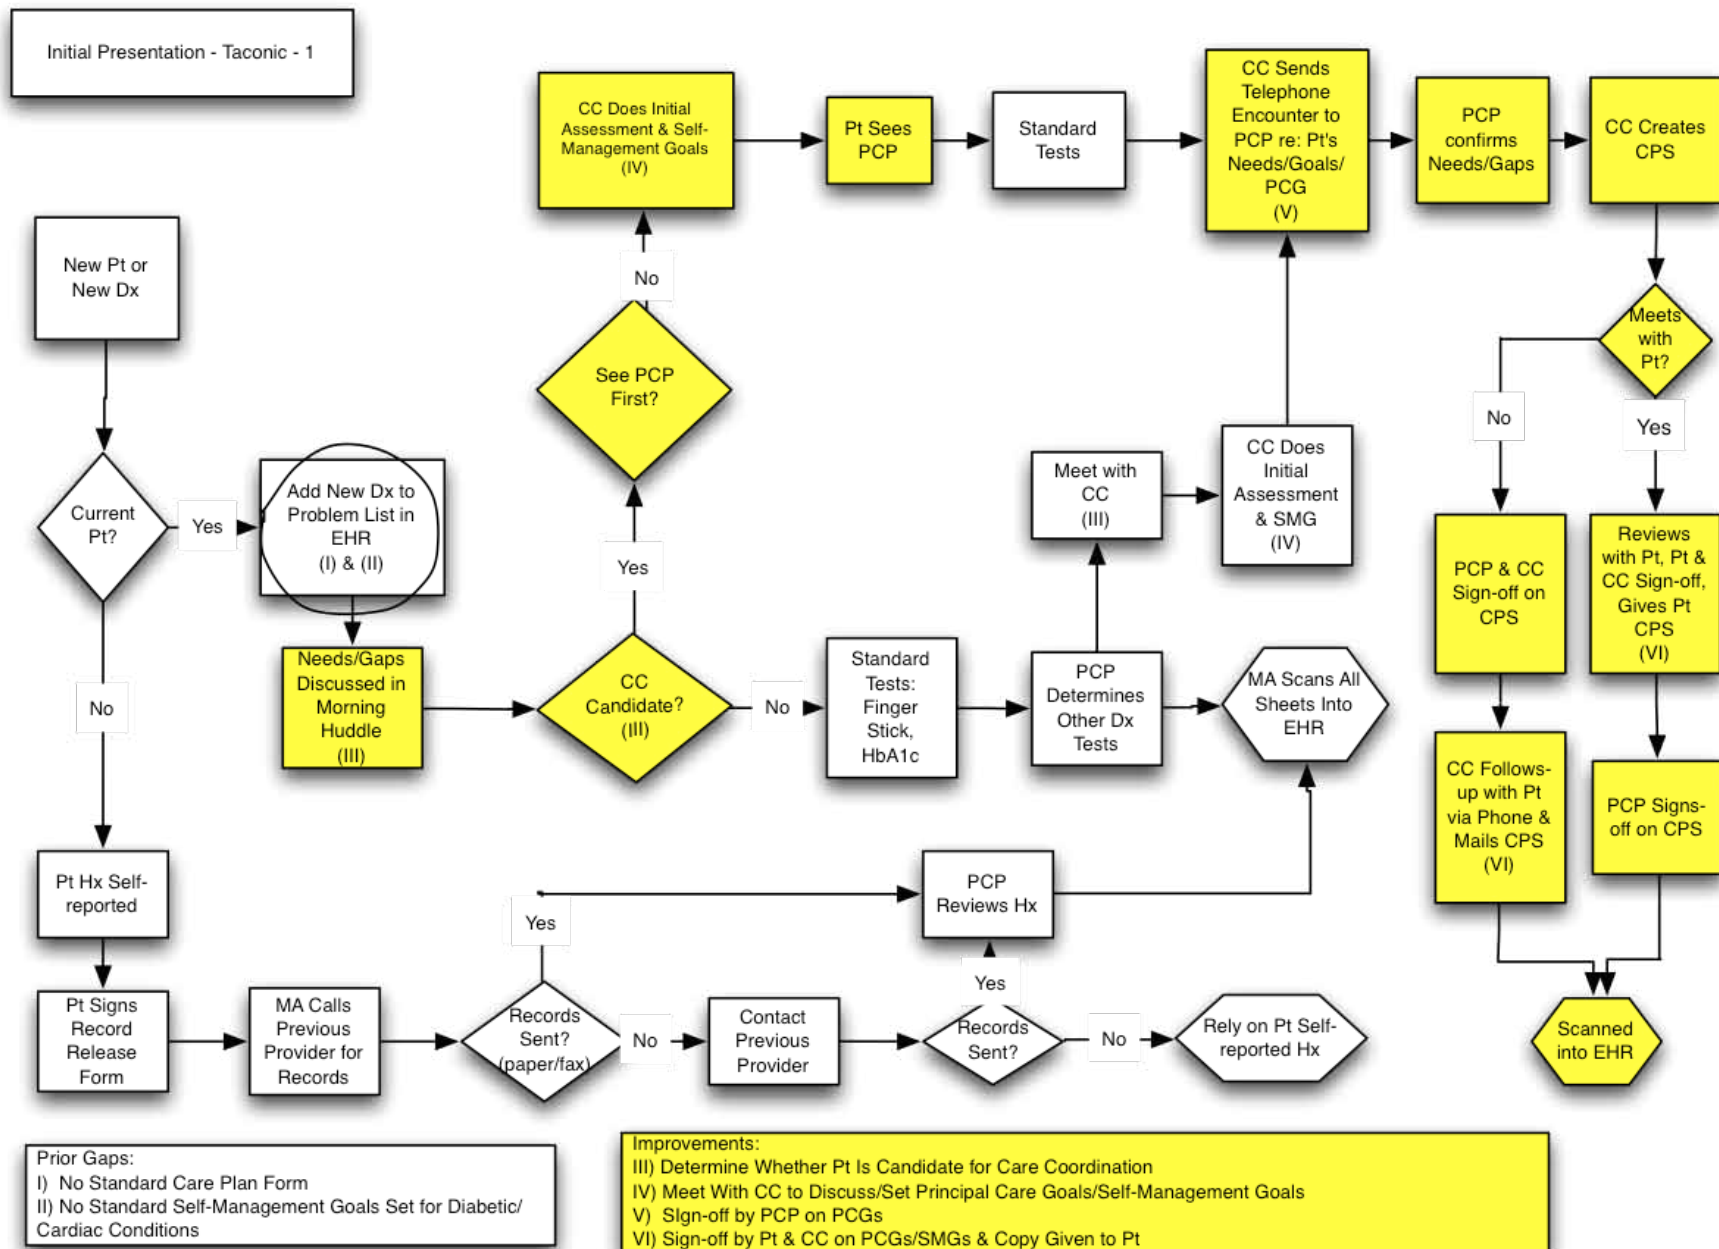 Initial Presentation - Taconic - 1
CC Does Initial
Assessment & Self-
Management Goals
(IV)
Pt Sees
PCP
Standard
Tests
CC Sends
Telephone
Encounter to
PCP re: Pt's
Needs/Goals/
PCG
(V)
PCP
confirms
Needs/Gaps
CC Creates
CPS
New Pt or
New Dx
No
See PCP
First?
Meets
with
Pt?
No
Yes
Current
Pt?
Yes
Add New Dx to
Problem List in
EHR
(I) & (II)
Yes
Meet with
CC
(III)
CC Does
Initial
Assessment
& SMG
(IV)
PCP & CC
Sign-off on
CPS
Reviews
with Pt, Pt &
CC Sign-off,
Gives Pt
CPS
(VI)
No
Needs/Gaps
Discussed in
Morning
Huddle
(III)
CC
Candidate?
(III)
No
Standard
Tests:
Finger
Stick,
HbA1c
PCP
Determines
Other Dx
Tests
MA Scans All
Sheets Into
EHR
CC Follows-
up with Pt
via Phone &
Mails CPS
(VI)
PCP Signs-
off on CPS
Pt Hx Self-
reported
Yes
PCP
Reviews Hx
Pt Signs
Record
Release
Form
MA Calls
Previous
Provider for
Records
Records
Sent?
(paper/fax)
No
Contact
Previous
Provider
Yes
Records
Sent?
No
Rely on Pt Self-
reported Hx
Scanned
into EHR
Prior Gaps:
I) No Standard Care Plan Form
II) No Standard Self-Management Goals Set for Diabetic/
Cardiac Conditions
Improvements:
III) Determine Whether Pt Is Candidate for Care Coordination
IV) Meet With CC to Discuss/Set Principal Care Goals/Self-Management Goals
V) SIgn-off by PCP on PCGs
VI) Sign-off by Pt & CC on PCGs/SMGs & Copy Given to Pt